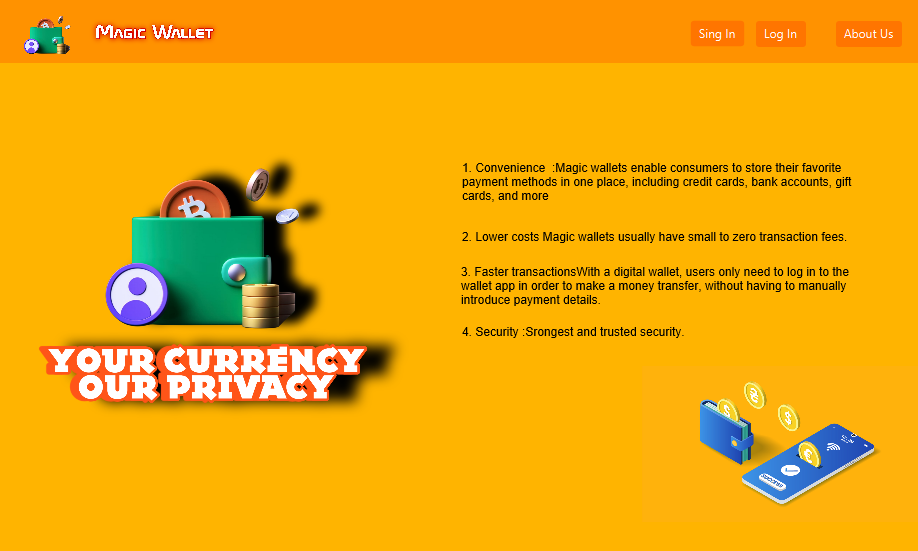 Magic Wallet
Sing In
Log In
About Us
1. Convenience  :Magic wallets enable consumers to store their favorite
payment methods in one place, including credit cards, bank accounts, gift
cards, and more
2. Lower costs Magic wallets usually have small to zero transaction fees.
3. Faster transactionsWith a digital wallet, users only need to log in to the
wallet app in order to make a money transfer, without having to manually
introduce payment details.
4. Security :Srongest and trusted security.
YOUR CURRENCY
OUR PRIVACY